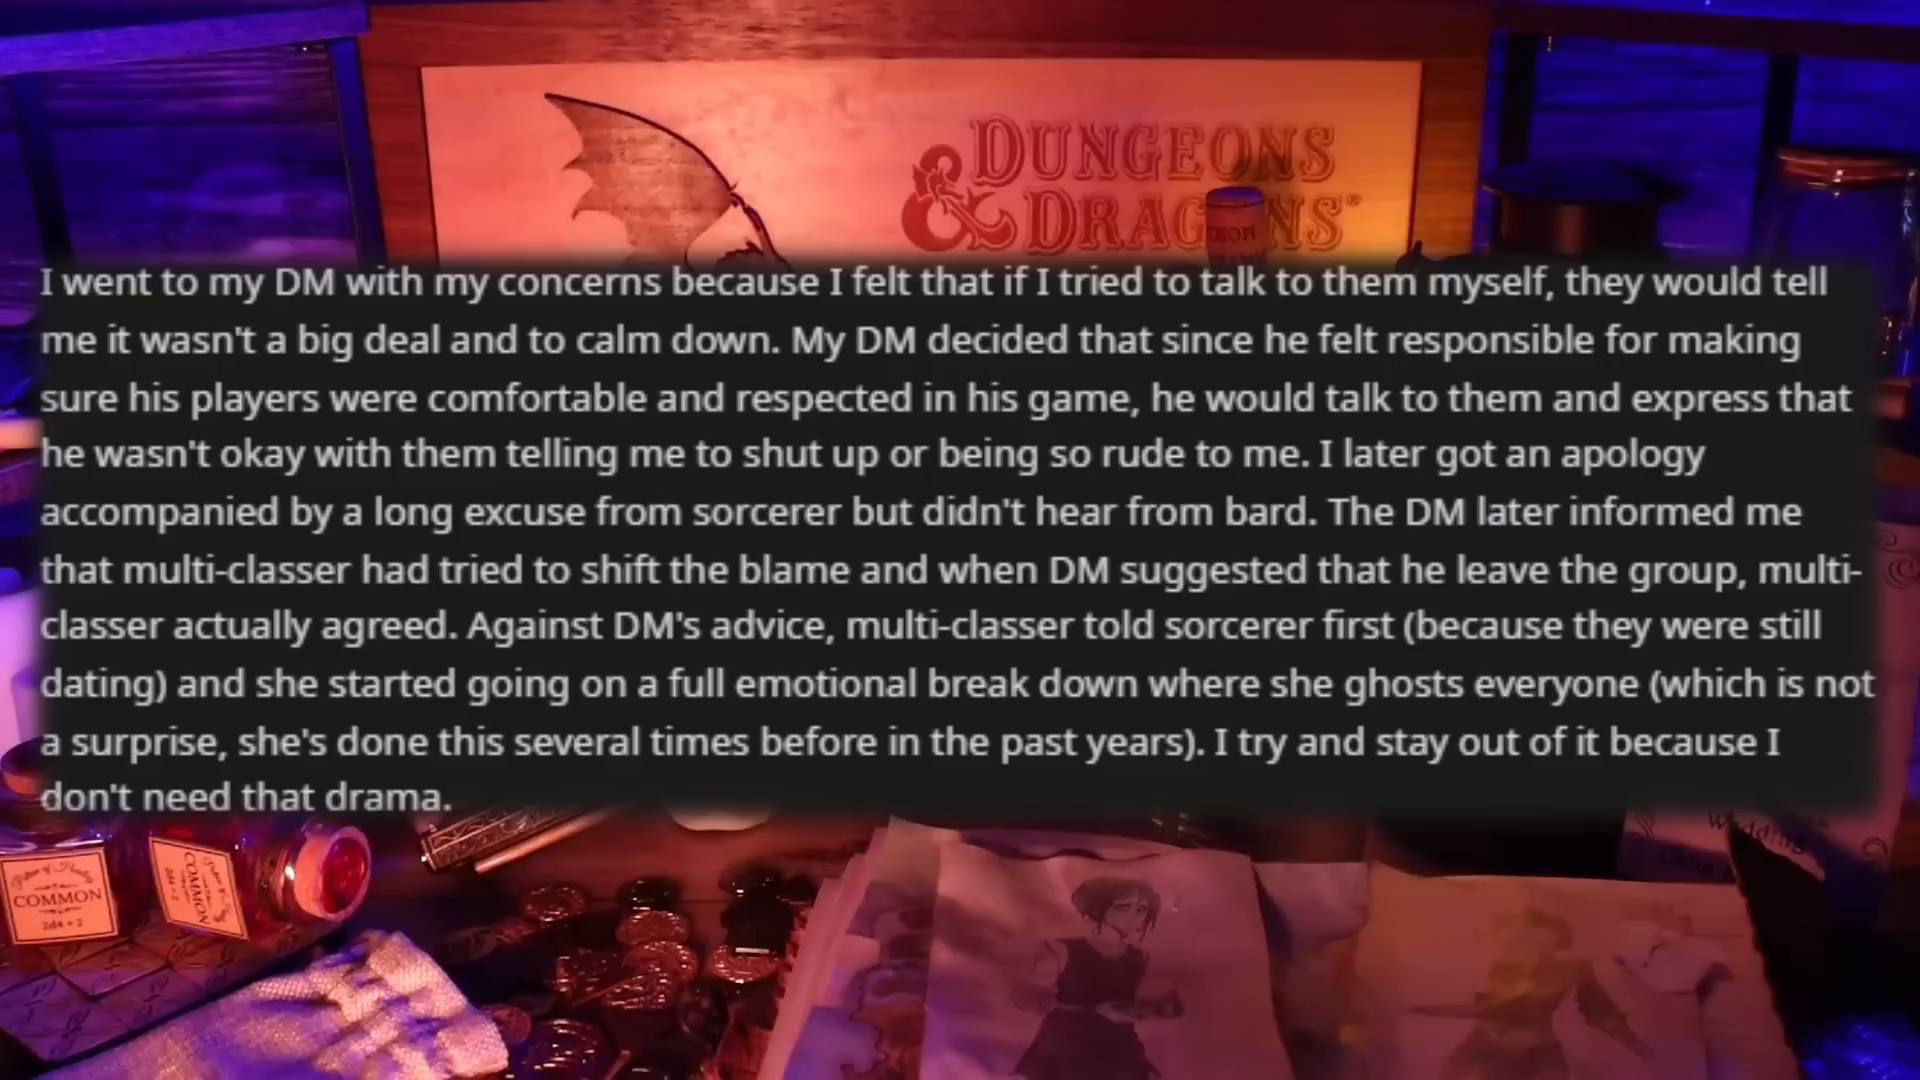 DUNGEONS
& DRAGONS®
I went to my DM with my concerns because I felt that if I tried to talk to them myself, they would tell
me it wasn't a big deal and to calm down. My DM decided that since he felt responsible for making
sure his players were comfortable and respected in his game, he would talk to them and express that
he wasn't okay with them telling me to shut up or being so rude to me. I later got an apology
accompanied by a long excuse from sorcerer but didn't hear from bard. The DM later informed me
that multi-classer had tried to shift the blame and when DM suggested that he leave the group, multi-
classer actually agreed. Against DM's advice, multi-classer told sorcerer first (because they were still
dating) and she started going on a full emotional break down where she ghosts everyone (which is not
a surprise, she's done this several times before in the past years). I try and stay out of it because I
don't need that drama.
Wedding
COMMON
2d4 + 2
COMMON
2d4 + 2